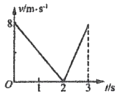 v/m·s⁻¹
8
O 1 2 3 t/s